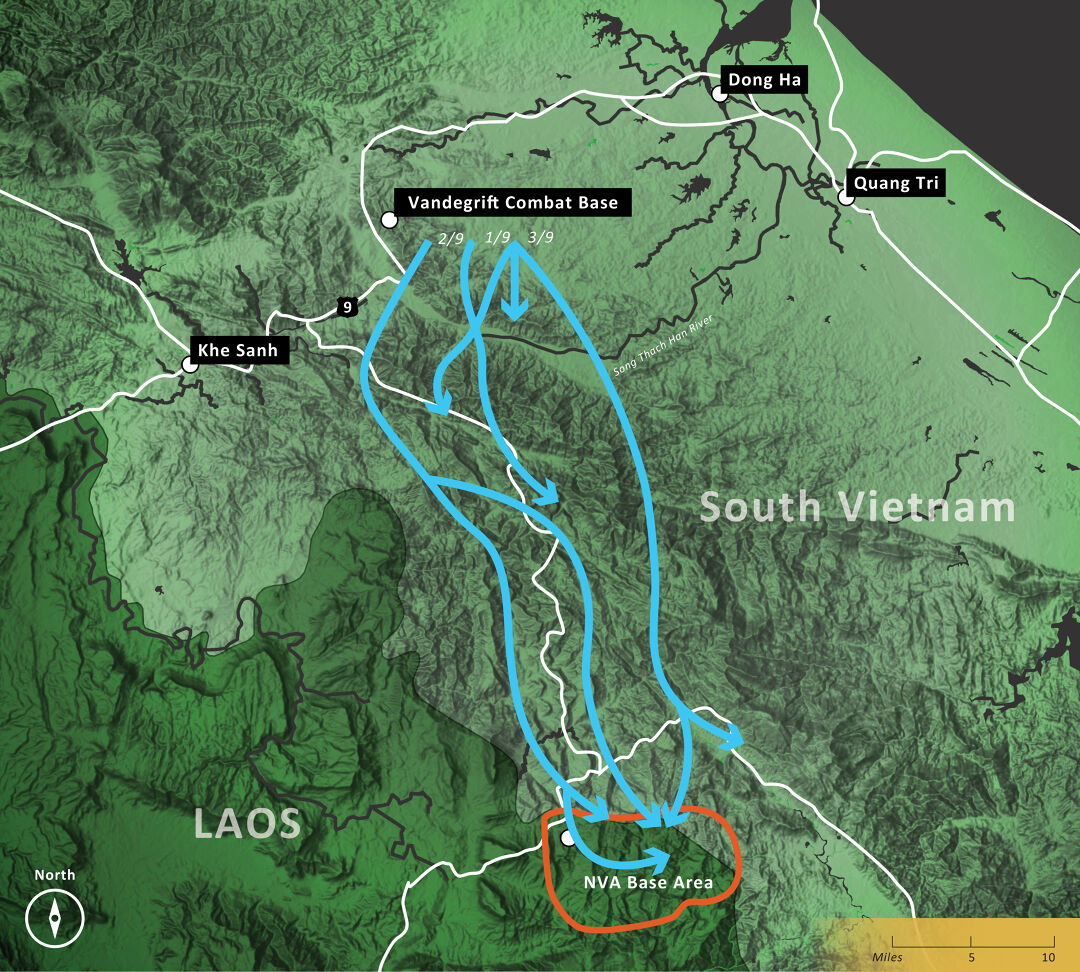 Dong Ha
Quang Tri
Vandegrift Combat Base
2/9 1/9 3/9
9
Song Thach Han River
Khe Sanh
South Vietnam
LAOS
NVA Base Area
North
Miles 5 10